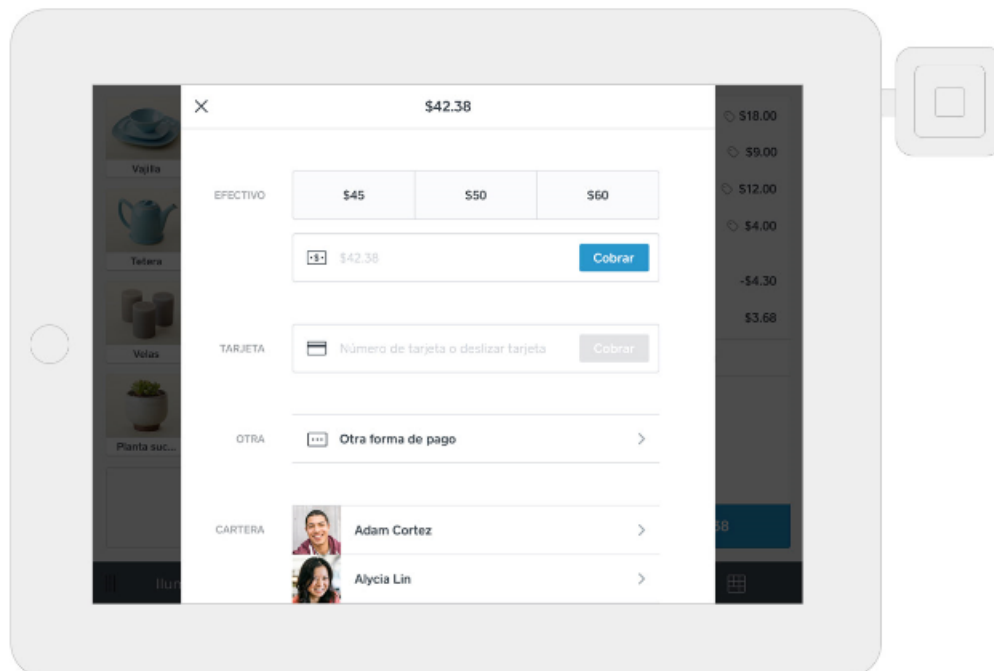 $42.38
$18.00
$9.00
Vajilla
EFECTIVO
$45
$50
$60
$12.00
$4.00
Tetera
$42.38
Cobrar
-$4.30
$3.68
TARJETA
Número de tarjeta o deslizar tarjeta
Cobrar
Velas
OTRA
Otra forma de pago
Planta suc...
CARTERA
Adam Cortez
38
Alycia Lin
Ilun